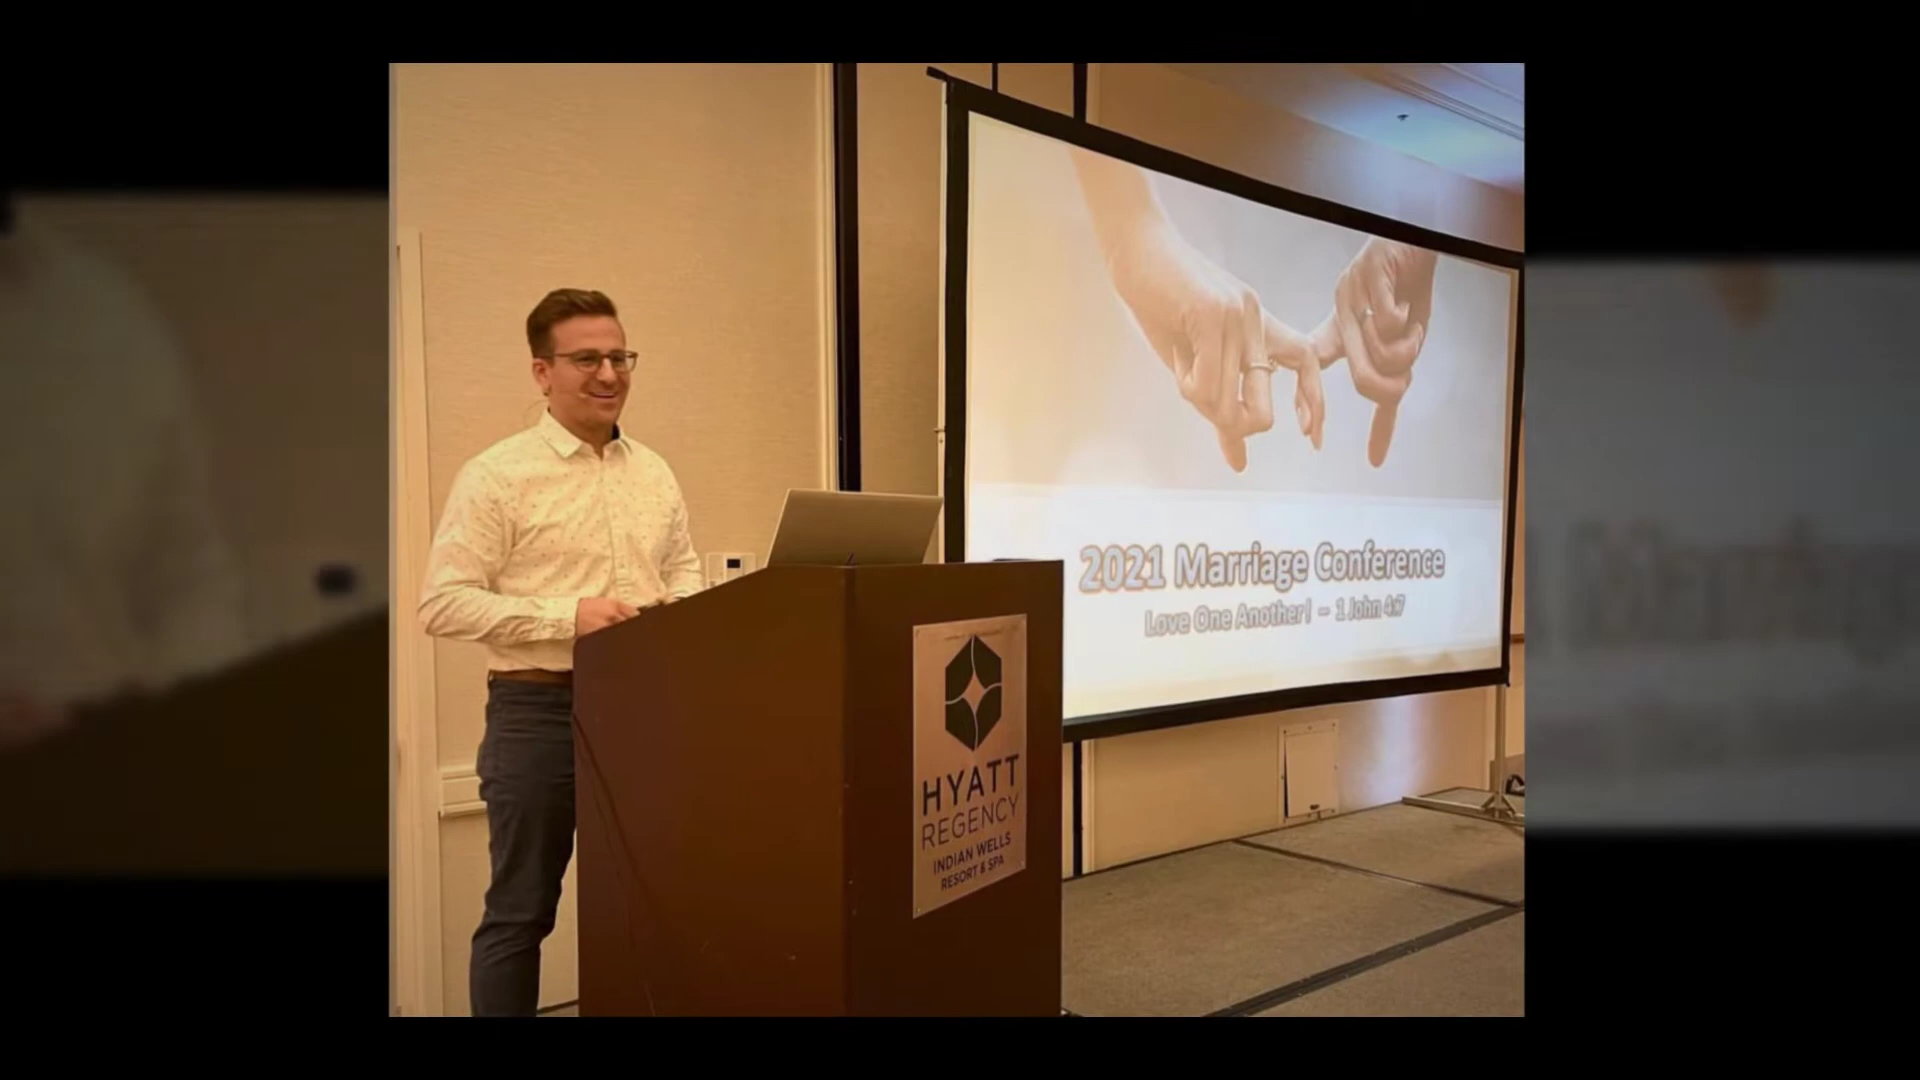 2021 Marriage Conference
Love One Another! – 1 John 4:7
HYATT
REGENCY
INDIAN WELLS
RESORT & SPA